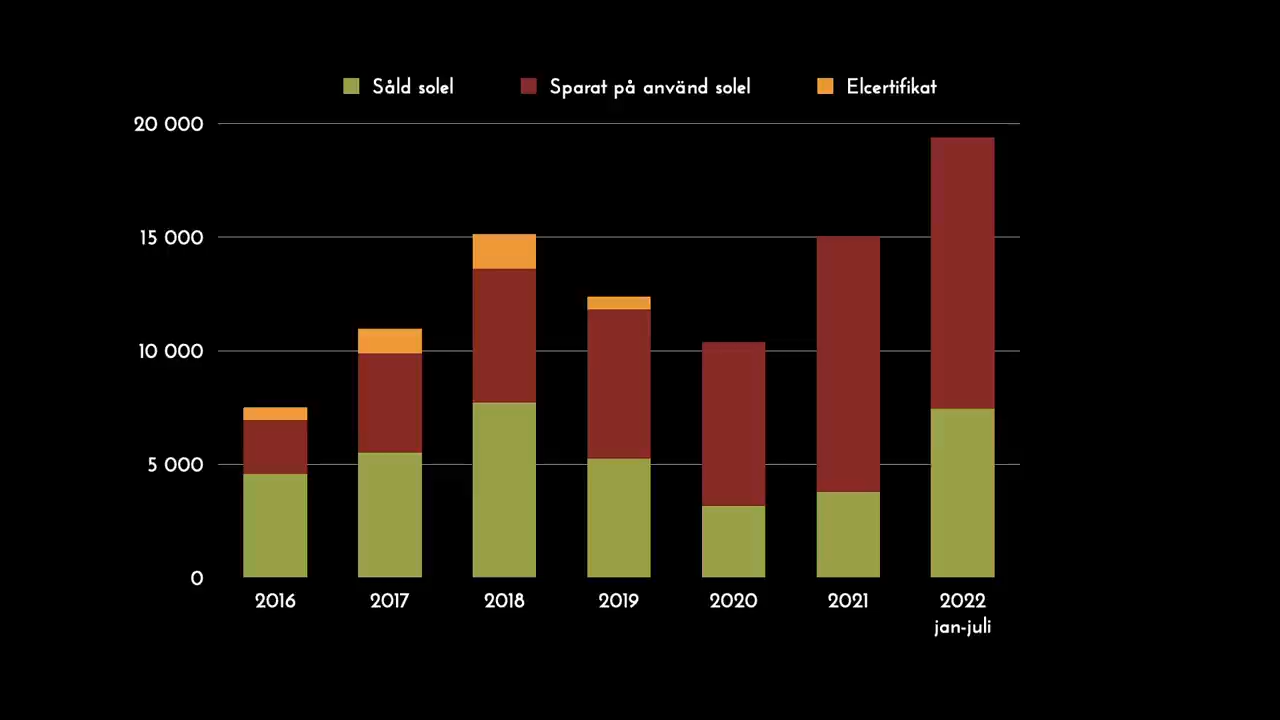 Såld solel Sparat på använd solel Elcertifikat
20 000
15 000
10 000
5 000
0
2016 2017 2018 2019 2020 2021 2022
jan-juli